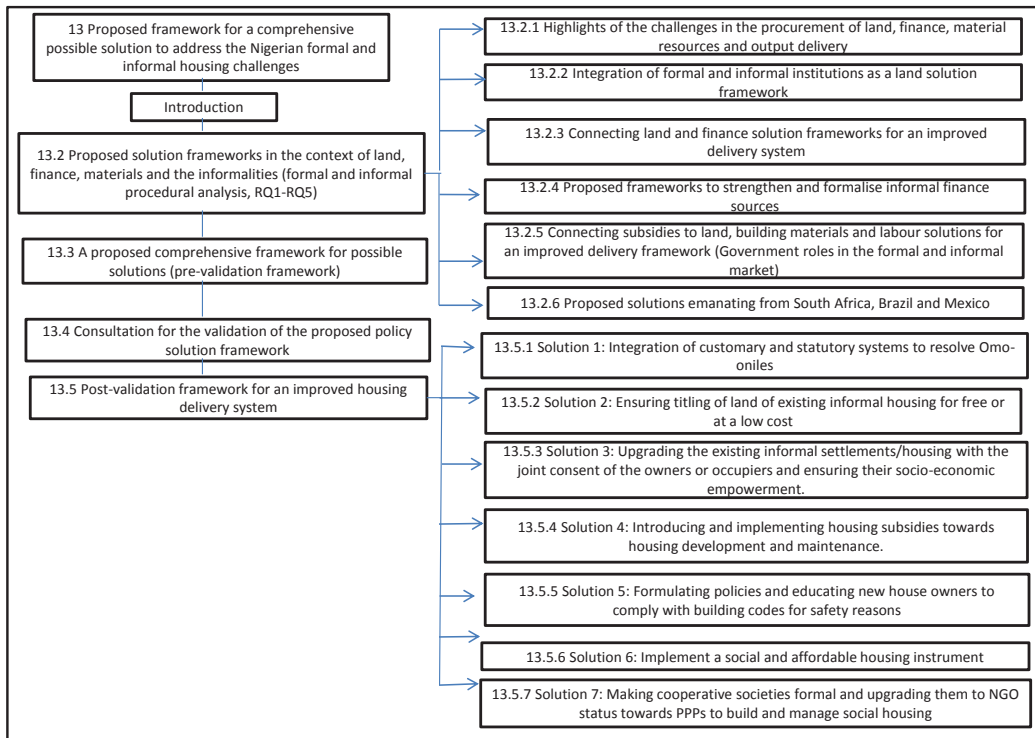 13 Proposed framework for a comprehensive
possible solution to address the Nigerian formal and
informal housing challenges
Introduction
13.2 Proposed solution frameworks in the context of land,
finance, materials and the informalities (formal and informal
procedural analysis, RQ1-RQ5)
13.3 A proposed comprehensive framework for possible
solutions (pre-validation framework)
13.4 Consultation for the validation of the proposed policy
solution framework
13.5 Post-validation framework for an improved housing
delivery system
13.2.1 Highlights of the challenges in the procurement of land, finance, material
resources and output delivery
13.2.2 Integration of formal and informal institutions as a land solution
framework
13.2.3 Connecting land and finance solution frameworks for an improved
delivery system
13.2.4 Proposed frameworks to strengthen and formalise informal finance
sources
13.2.5 Connecting subsidies to land, building materials and labour solutions for
an improved delivery framework (Government roles in the formal and informal
market)
13.2.6 Proposed solutions emanating from South Africa, Brazil and Mexico
13.5.1 Solution 1: Integration of customary and statutory systems to resolve Omo-
oniles
13.5.2 Solution 2: Ensuring titling of land of existing informal housing for free or
at a low cost
13.5.3 Solution 3: Upgrading the existing informal settlements/housing with the
joint consent of the owners or occupiers and ensuring their socio-economic
empowerment.
13.5.4 Solution 4: Introducing and implementing housing subsidies towards
housing development and maintenance.
13.5.5 Solution 5: Formulating policies and educating new house owners to
comply with building codes for safety reasons
13.5.6 Solution 6: Implement a social and affordable housing instrument
13.5.7 Solution 7: Making cooperative societies formal and upgrading them to NGO
status towards PPPs to build and manage social housing